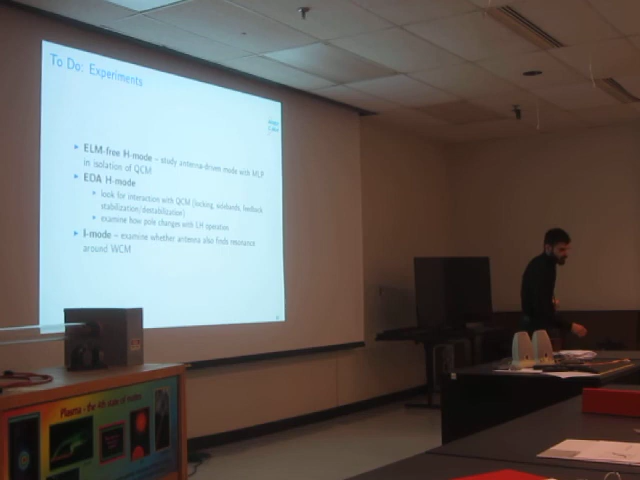 To Do: Experiments
ELM-free H-mode – study antenna-driven mode with MLP
in isolation of QCM
EDA H-mode
look for interaction with QCM (locking, sidebands, feedback
stabilization/destabilization)
examine how pole changes with LH operation
I-mode – examine whether antenna also finds resonance
around WCM
Plasma - the 4th state of matter